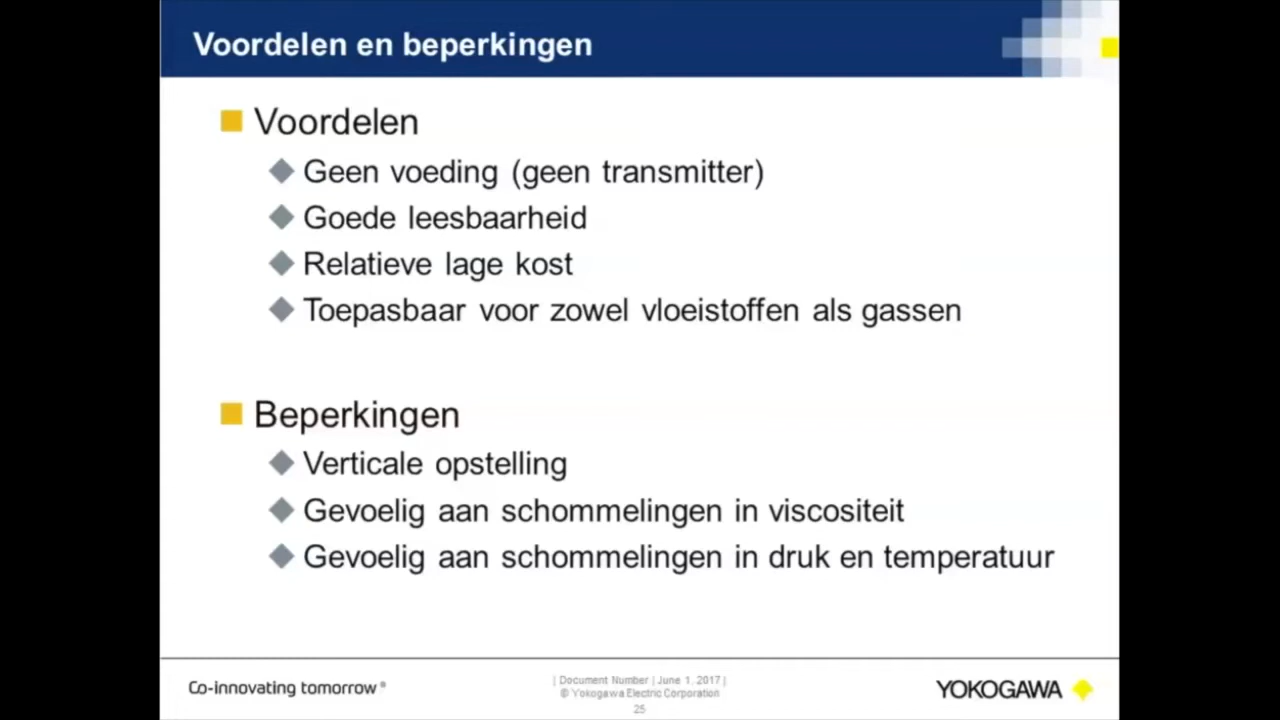 Voordelen en beperkingen
Voordelen
Geen voeding (geen transmitter)
Goede leesbaarheid
Relatieve lage kost
Toepasbaar voor zowel vloeistoffen als gassen
Beperkingen
Verticale opstelling
Gevoelig aan schommelingen in viscositeit
Gevoelig aan schommelingen in druk en temperatuur
Co-innovating tomorrow®
| Document Number | June 1, 2017 |
© Yokogawa Electric Corporation
25
YOKOGAWA